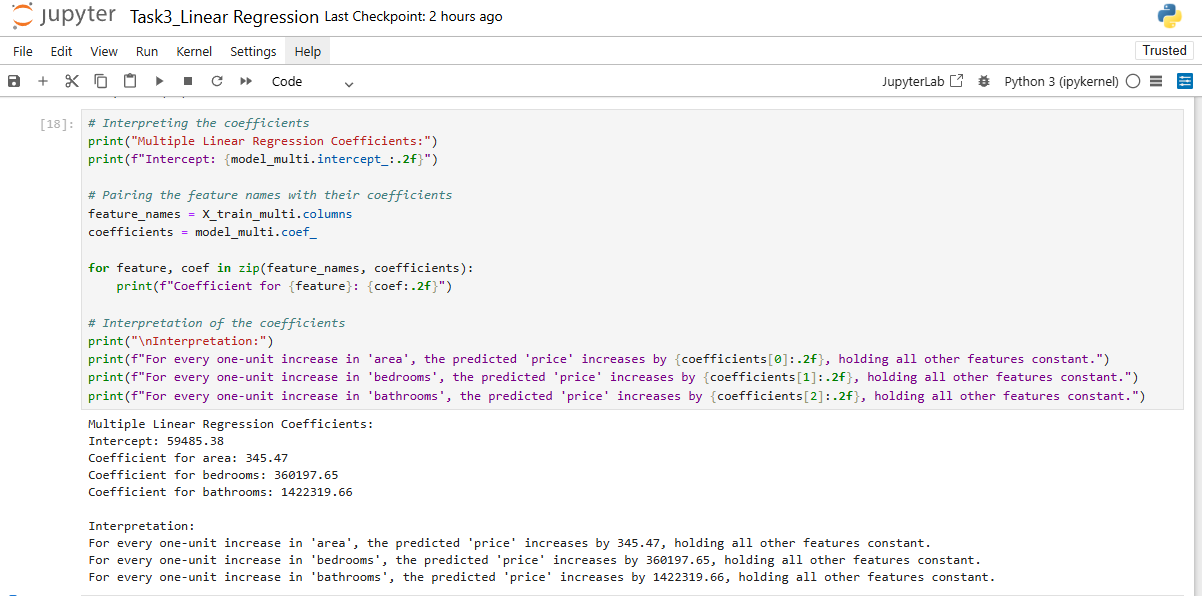 jupyter Task3_Linear Regression Last Checkpoint: 2 hours ago
File Edit View Run Kernel Settings Help Trusted
Code JupyterLab Python 3 (ipykernel)
[18]: # Interpreting the coefficients
print("Multiple Linear Regression Coefficients:")
print(f"Intercept: {model_multi.intercept_:.2f}")
# Pairing the feature names with their coefficients
feature_names = X_train_multi.columns
coefficients = model_multi.coef_
for feature, coef in zip(feature_names, coefficients):
    print(f"Coefficient for {feature}: {coef:.2f}")
# Interpretation of the coefficients
print("\nInterpretation:")
print(f"For every one-unit increase in 'area', the predicted 'price' increases by {coefficients[0]:.2f}, holding all other features constant.")
print(f"For every one-unit increase in 'bedrooms', the predicted 'price' increases by {coefficients[1]:.2f}, holding all other features constant.")
print(f"For every one-unit increase in 'bathrooms', the predicted 'price' increases by {coefficients[2]:.2f}, holding all other features constant.")
Multiple Linear Regression Coefficients:
Intercept: 59485.38
Coefficient for area: 345.47
Coefficient for bedrooms: 360197.65
Coefficient for bathrooms: 1422319.66
Interpretation:
For every one-unit increase in 'area', the predicted 'price' increases by 345.47, holding all other features constant.
For every one-unit increase in 'bedrooms', the predicted 'price' increases by 360197.65, holding all other features constant.
For every one-unit increase in 'bathrooms', the predicted 'price' increases by 1422319.66, holding all other features constant.